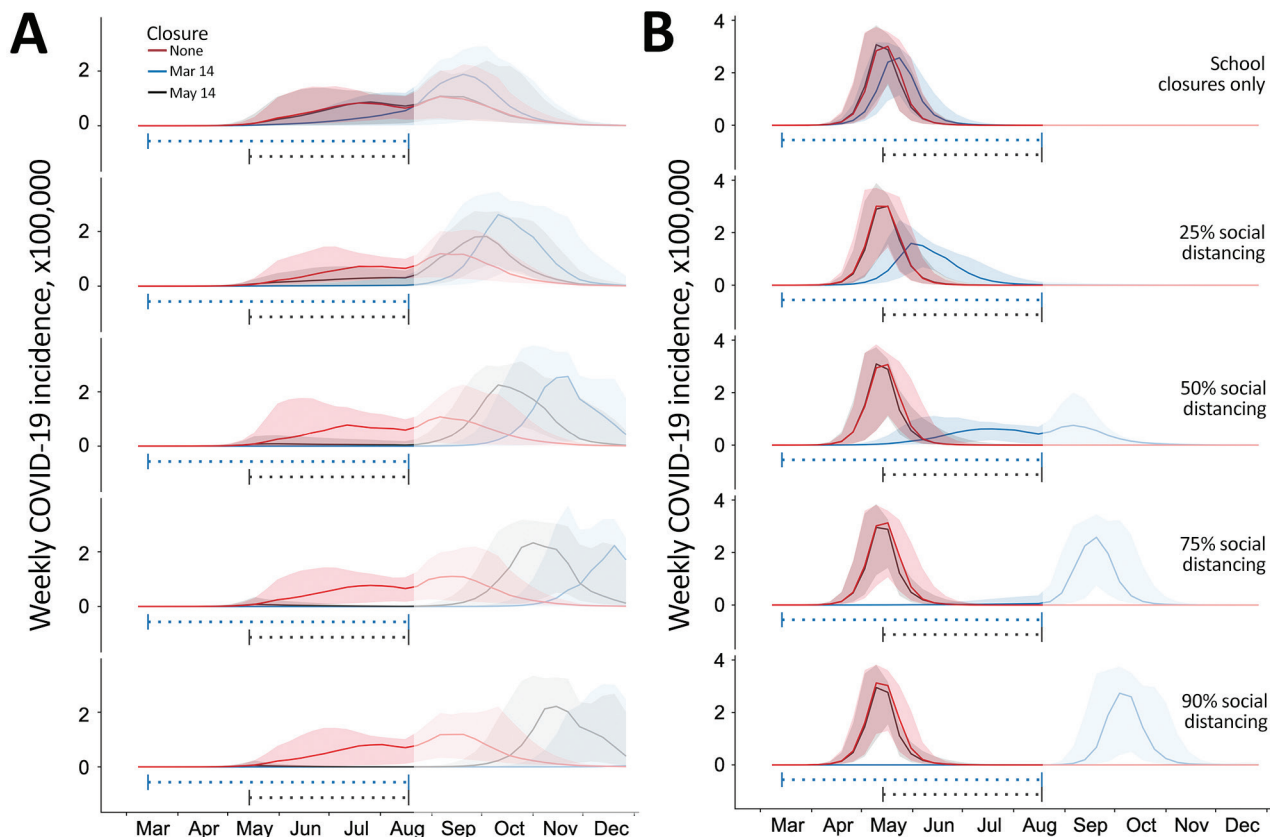 A
Closure
None
Mar 14
May 14
Weekly COVID-19 incidence, x100,000
2
0
2
0
2
0
2
0
2
0
Mar Apr May Jun Jul Aug Sep Oct Nov Dec
B
Weekly COVID-19 incidence, x100,000
4
2
0
School
closures only
4
2
0
25% social
distancing
4
2
0
50% social
distancing
4
2
0
75% social
distancing
4
2
0
90% social
distancing
Mar Apr May Jun Jul Aug Sep Oct Nov Dec